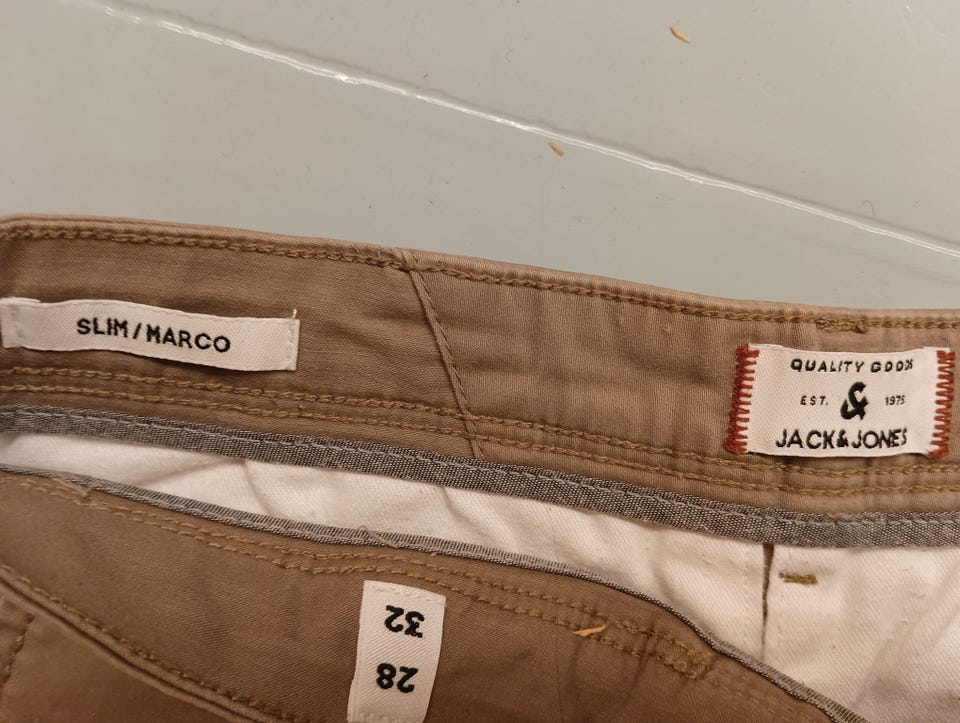 SLIM/MARCO
QUALITY GOODS
EST. & 1975
JACK&JONES
28
32